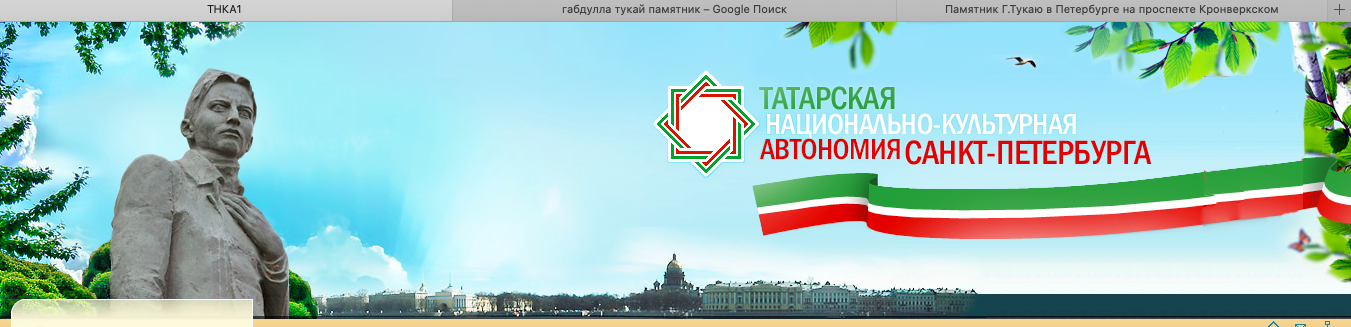 ТНКА1
габдулла тукай памятник – Google Поиск
Памятник Г.Тукаю в Петербурге на проспекте Кронверкском
ТАТАРСКАЯ
НАЦИОНАЛЬНО-КУЛЬТУРНАЯ
АВТОНОМИЯ САНКТ-ПЕТЕРБУРГА